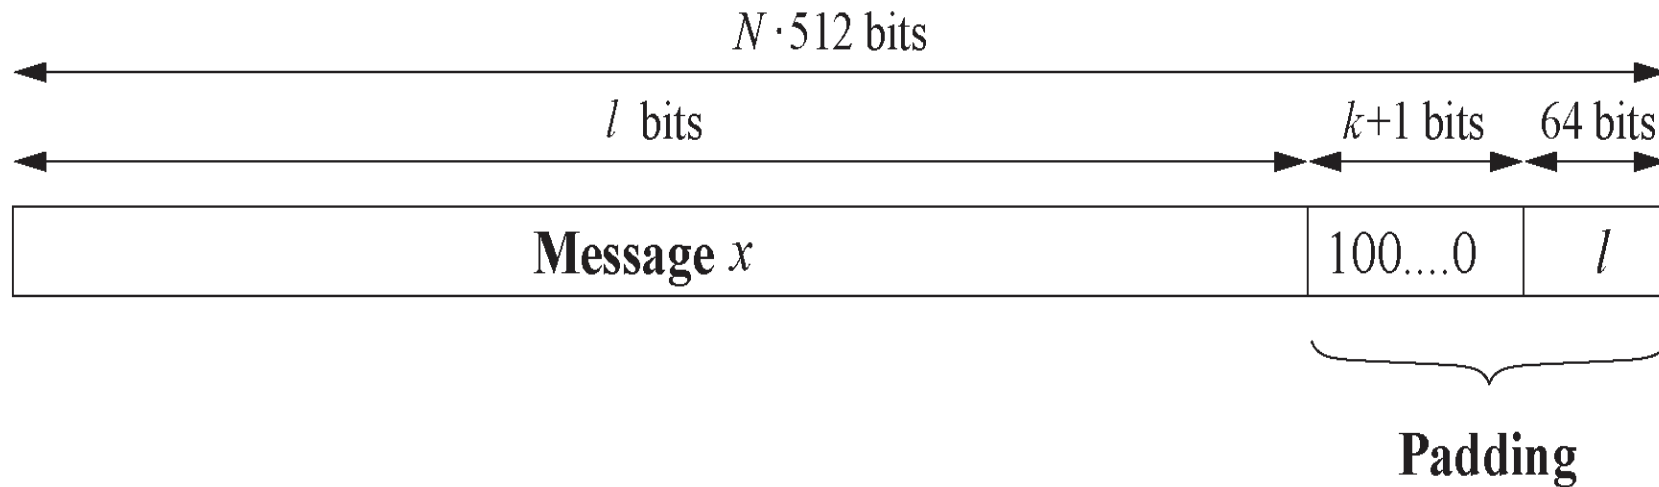 N·512 bits
l bits k+1 bits 64 bits
Message x 100....0 l
Padding